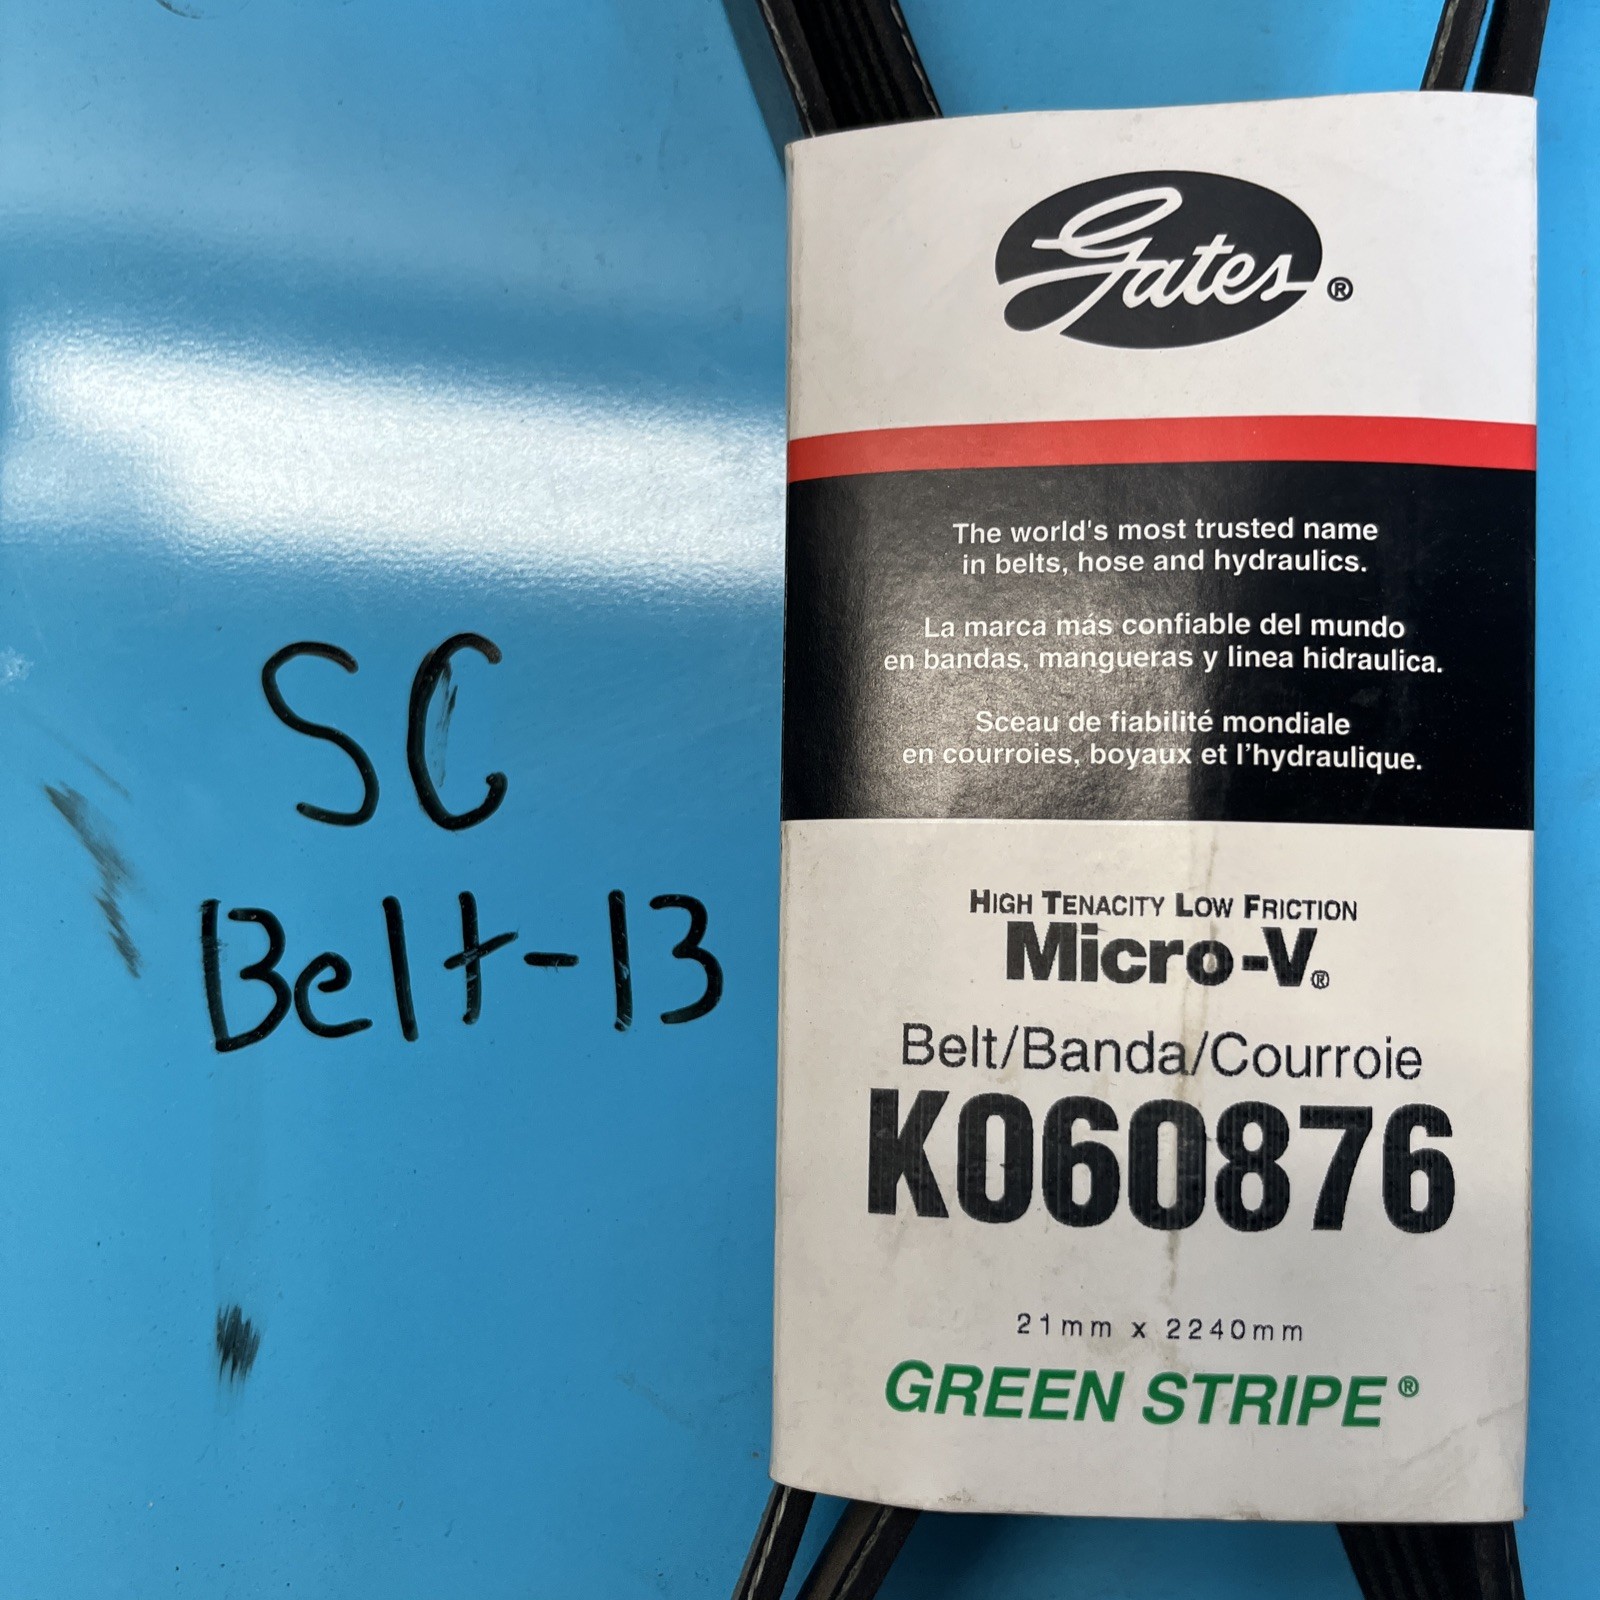 SC
Belt-13
Gates®
The world's most trusted name
in belts, hose and hydraulics.
La marca más confiable del mundo
en bandas, mangueras y linea hidraulica.
Sceau de fiabilité mondiale
en courroies, boyaux et l'hydraulique.
HIGH TENACITY LOW FRICTION
Micro-V®
Belt/Banda/Courroie
K060876
21mm x 2240mm
GREEN STRIPE®